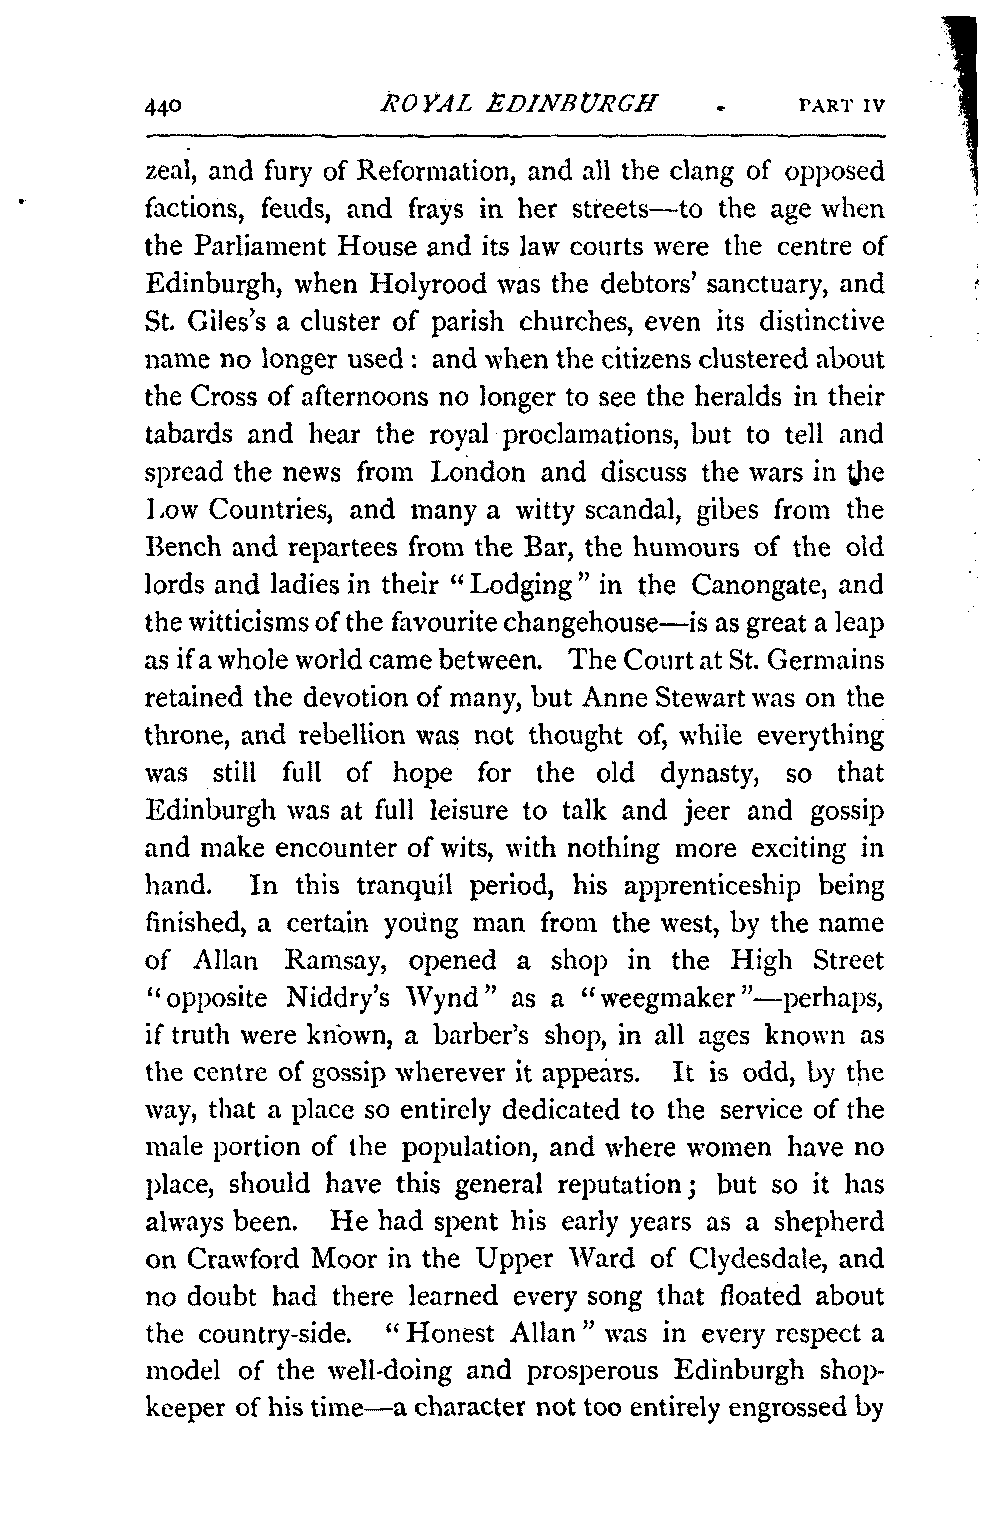 440 ROYAL EDINBURGH PART IV
zeal, and fury of Reformation, and all the clang of opposed
factions, feuds, and frays in her streets—to the age when
the Parliament House and its law courts were the centre of
Edinburgh, when Holyrood was the debtors' sanctuary, and
St. Giles's a cluster of parish churches, even its distinctive
name no longer used: and when the citizens clustered about
the Cross of afternoons no longer to see the heralds in their
tabards and hear the royal proclamations, but to tell and
spread the news from London and discuss the wars in the
Low Countries, and many a witty scandal, gibes from the
Bench and repartees from the Bar, the humours of the old
lords and ladies in their "Lodging" in the Canongate, and
the witticisms of the favourite changehouse—is as great a leap
as if a whole world came between. The Court at St. Germains
retained the devotion of many, but Anne Stewart was on the
throne, and rebellion was not thought of, while everything
was still full of hope for the old dynasty, so that
Edinburgh was at full leisure to talk and jeer and gossip
and make encounter of wits, with nothing more exciting in
hand. In this tranquil period, his apprenticeship being
finished, a certain young man from the west, by the name
of Allan Ramsay, opened a shop in the High Street
"opposite Niddry's Wynd" as a "weegmaker"—perhaps,
if truth were known, a barber's shop, in all ages known as
the centre of gossip wherever it appears. It is odd, by the
way, that a place so entirely dedicated to the service of the
male portion of the population, and where women have no
place, should have this general reputation; but so it has
always been. He had spent his early years as a shepherd
on Crawford Moor in the Upper Ward of Clydesdale, and
no doubt had there learned every song that floated about
the country-side. "Honest Allan" was in every respect a
model of the well-doing and prosperous Edinburgh shop-
keeper of his time—a character not too entirely engrossed by